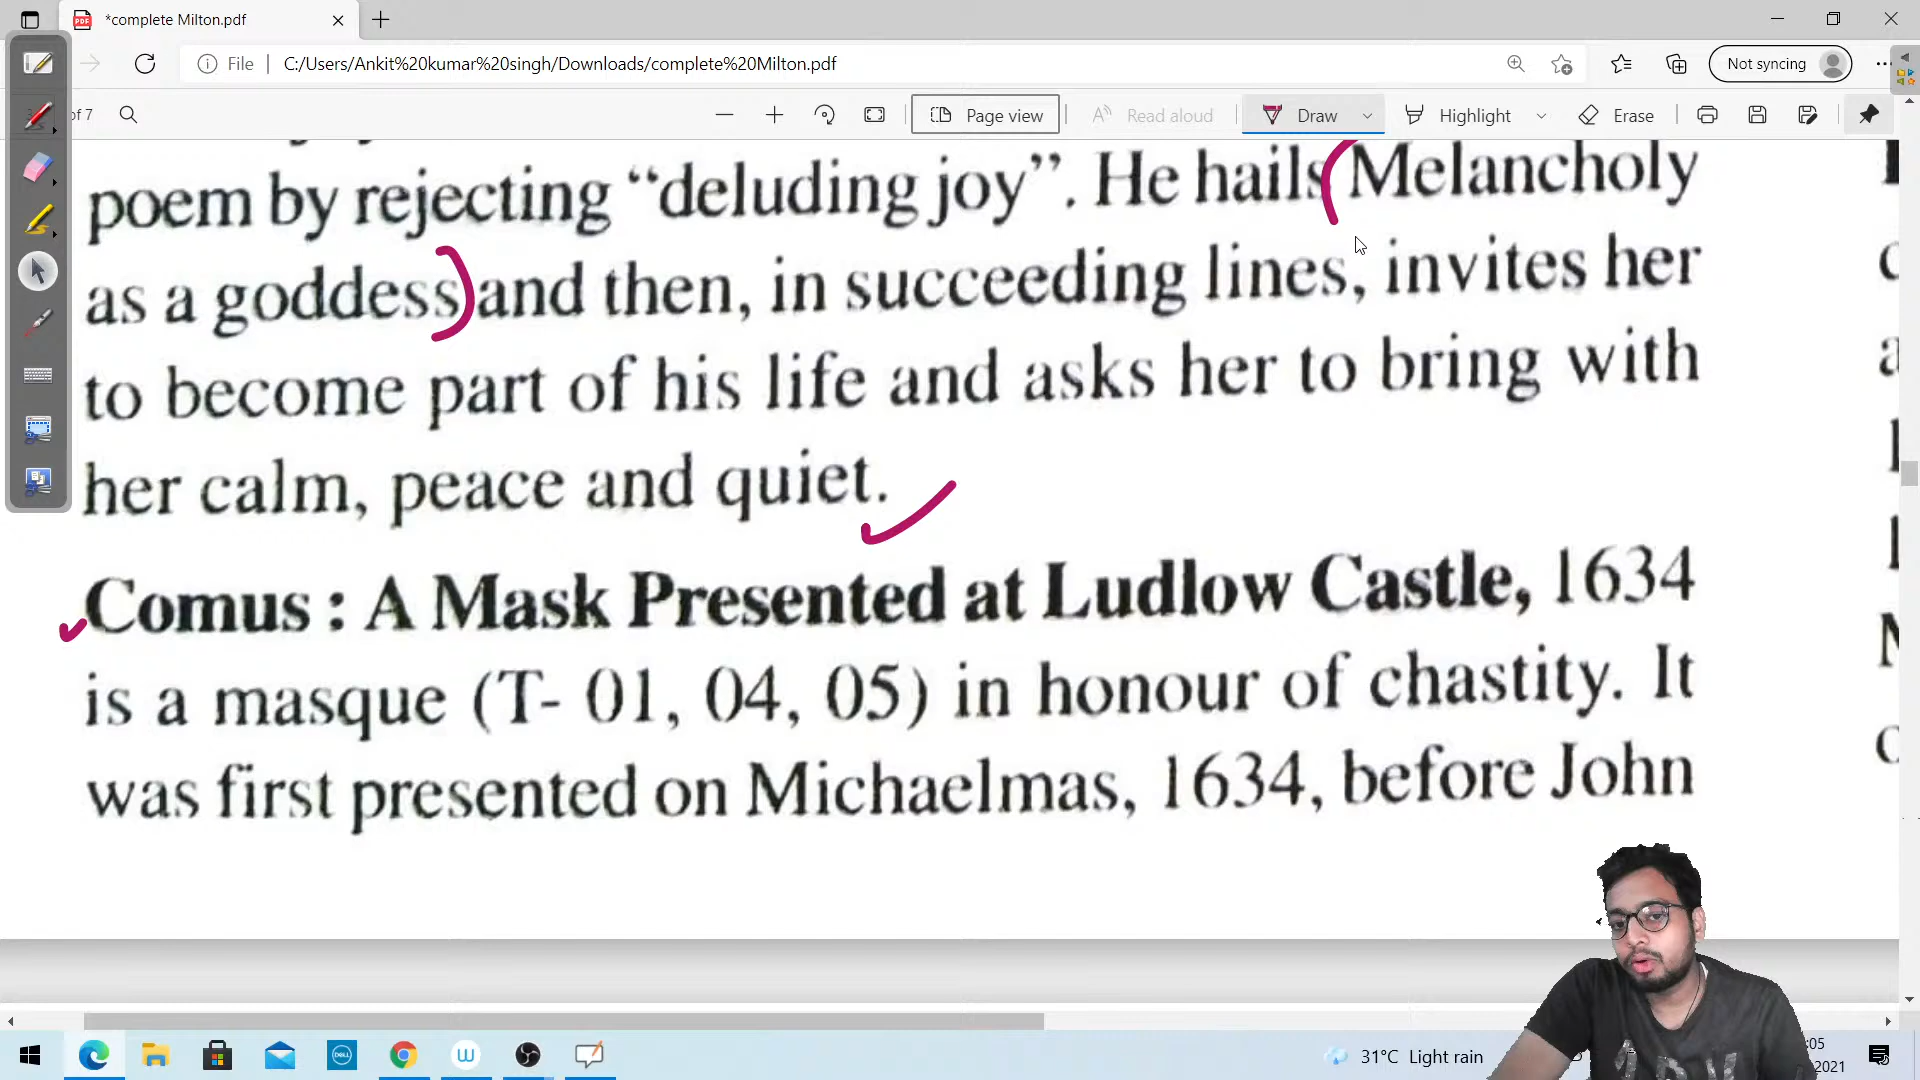 *complete Milton.pdf
File
C:/Users/Ankit%20kumar%20singh/Downloads/complete%20Milton.pdf
Not syncing
of 7
Page view
Read aloud
Draw
Highlight
Erase
poem by rejecting “deluding joy”. He hails Melancholy
as a goddess and then, in succeeding lines, invites her
to become part of his life and asks her to bring with
her calm, peace and quiet.
Comus : A Mask Presented at Ludlow Castle, 1634
is a masque (T- 01, 04, 05) in honour of chastity. It
was first presented on Michaelmas, 1634, before John
31°C Light rain
:05
2021